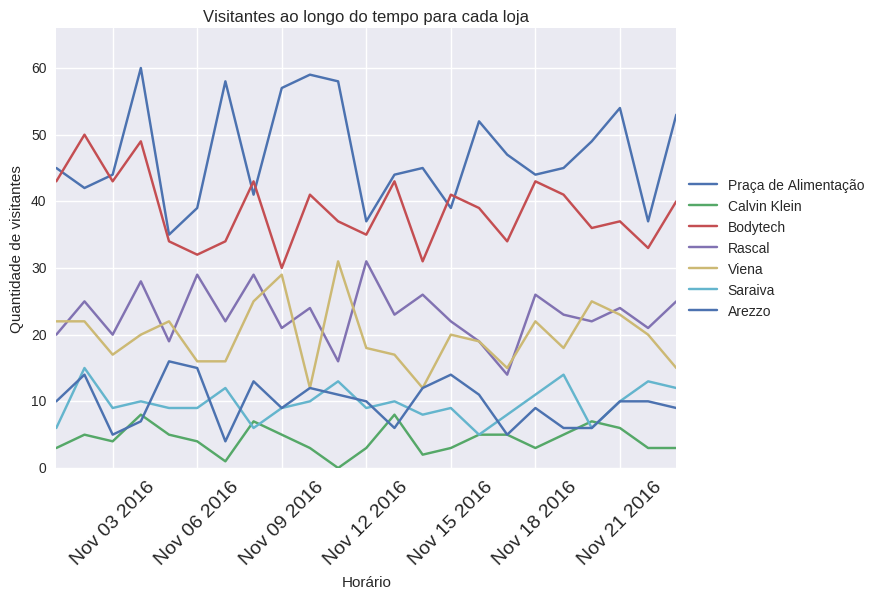 Visitantes ao longo do tempo para cada loja
Quantidade de visitantes
60
50
40
30
20
10
0
Nov 03 2016
Nov 06 2016
Nov 09 2016
Nov 12 2016
Nov 15 2016
Nov 18 2016
Nov 21 2016
Horário
Praça de Alimentação
Calvin Klein
Bodytech
Rascal
Viena
Saraiva
Arezzo